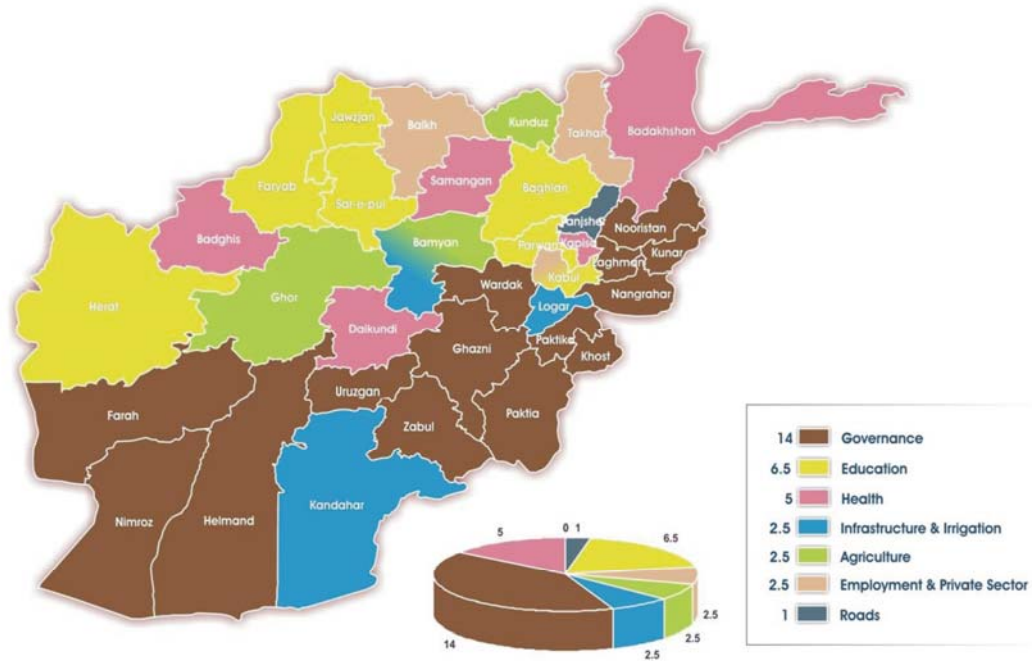 Jawzjan
Balkh
Kunduz
Takhar
Badakhshan
Faryab
Sar-e-pul
Samangan
Baghlan
Badghis
Panjsher
Nooristan
Bamyan
Parwan
Kapisa
Kunar
Herat
Ghor
Wardak
Kabul
Laghman
Nangrahar
Daikundi
Logar
Ghazni
Paktika
Khost
Uruzgan
Farah
Zabul
Paktia
Nimroz
Helmand
Kandahar
14 Governance
6.5 Education
5 Health
2.5 Infrastructure & Irrigation
2.5 Agriculture
2.5 Employment & Private Sector
1 Roads
5
0
1
6.5
2.5
2.5
2.5
14